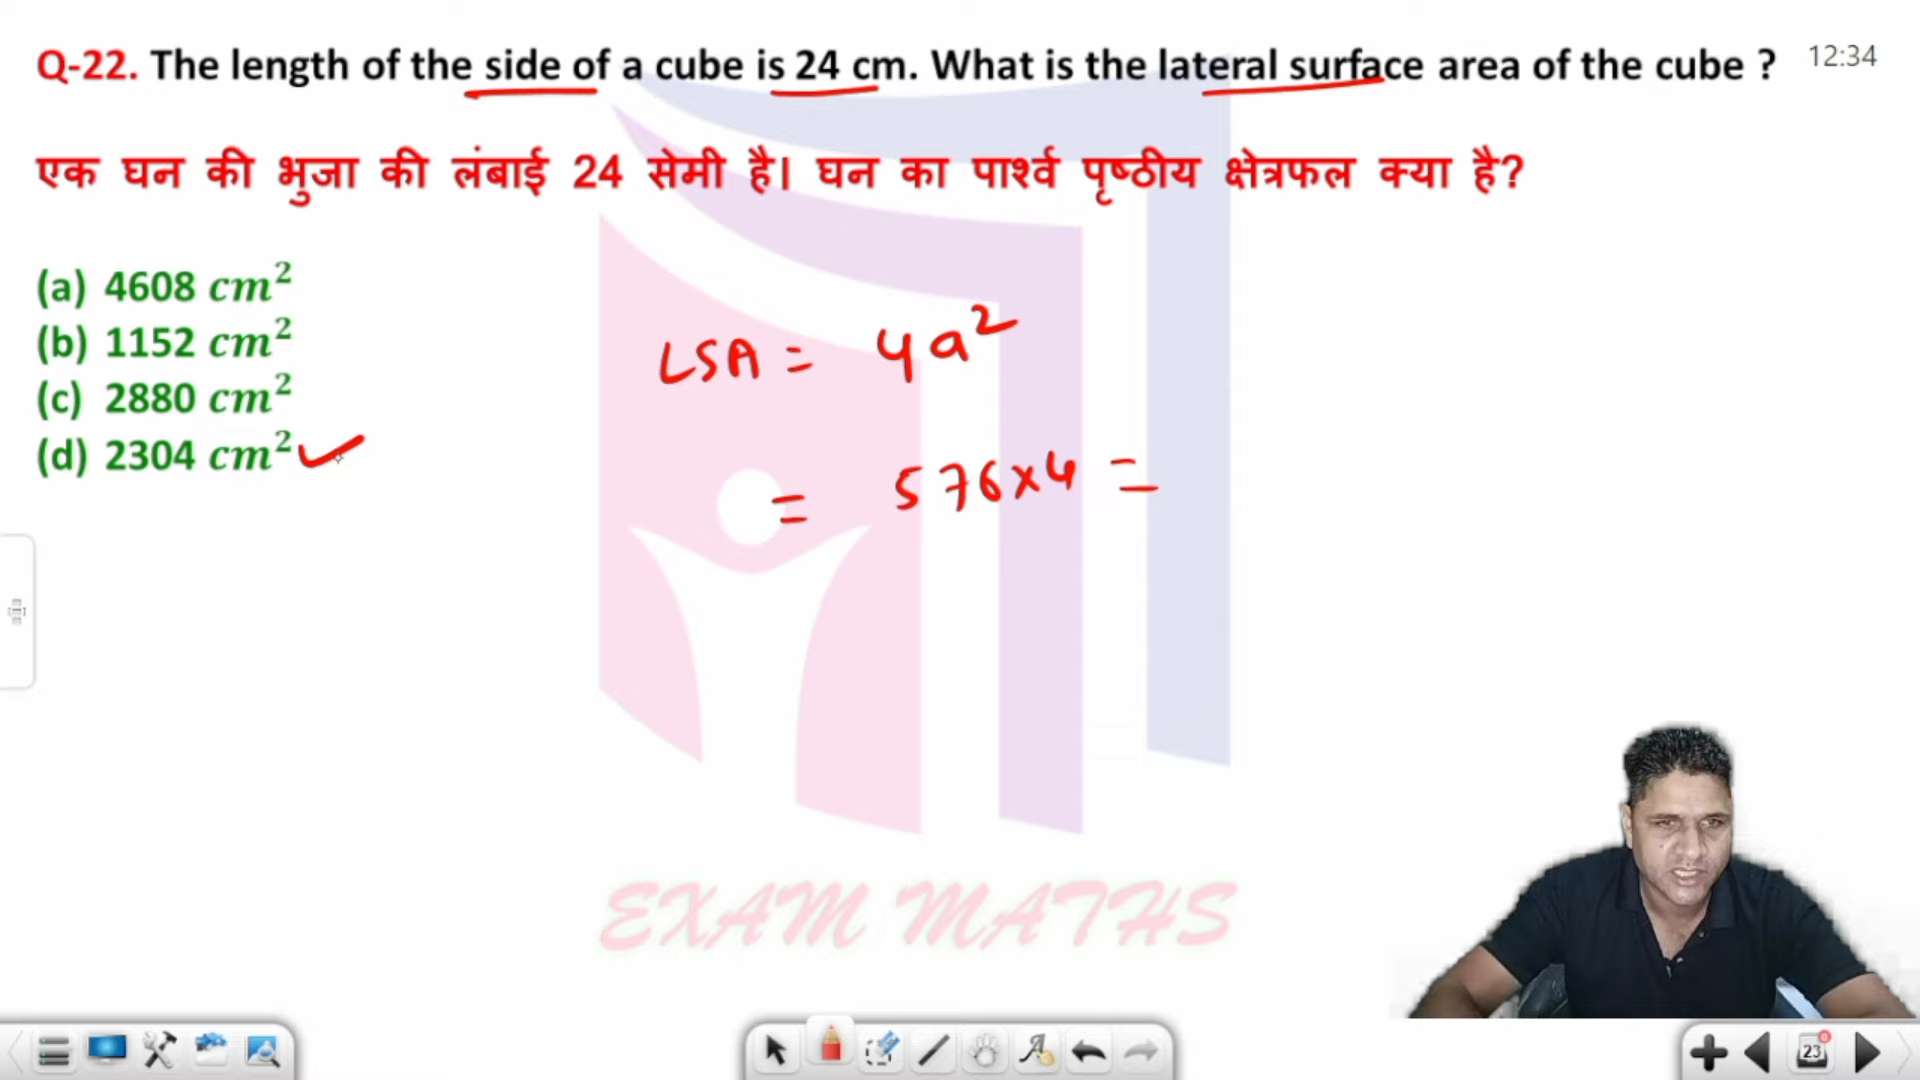 Q-22. The length of the side of a cube is 24 cm. What is the lateral surface area of the cube ?
12:34
एक घन की भुजा की लंबाई 24 सेमी है। घन का पार्श्व पृष्ठीय क्षेत्रफल क्या है?
(a) 4608 cm²
(b) 1152 cm²
(c) 2880 cm²
(d) 2304 cm²
LSA = 4a²
= 576x4 =
EXAM MATHS
23